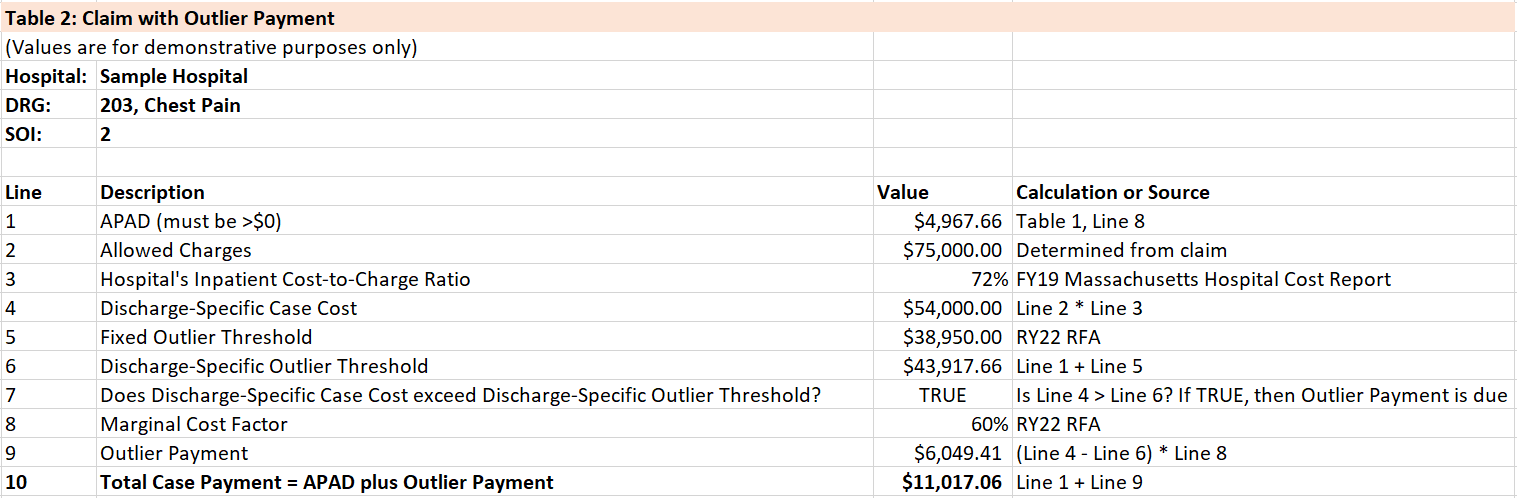 Table 2: Claim with Outlier Payment
(Values are for demonstrative purposes only)
Hospital: Sample Hospital
DRG: 203, Chest Pain
SOI: 2
Line Description Value Calculation or Source
1 APAD (must be >$0) $4,967.66 Table 1, Line 8
2 Allowed Charges $75,000.00 Determined from claim
3 Hospital's Inpatient Cost-to-Charge Ratio 72% FY19 Massachusetts Hospital Cost Report
4 Discharge-Specific Case Cost $54,000.00 Line 2 * Line 3
5 Fixed Outlier Threshold $38,950.00 RY22 RFA
6 Discharge-Specific Outlier Threshold $43,917.66 Line 1 + Line 5
7 Does Discharge-Specific Case Cost exceed Discharge-Specific Outlier Threshold? TRUE Is Line 4 > Line 6? If TRUE, then Outlier Payment is due
8 Marginal Cost Factor 60% RY22 RFA
9 Outlier Payment $6,049.41 (Line 4 - Line 6) * Line 8
10 Total Case Payment = APAD plus Outlier Payment $11,017.06 Line 1 + Line 9